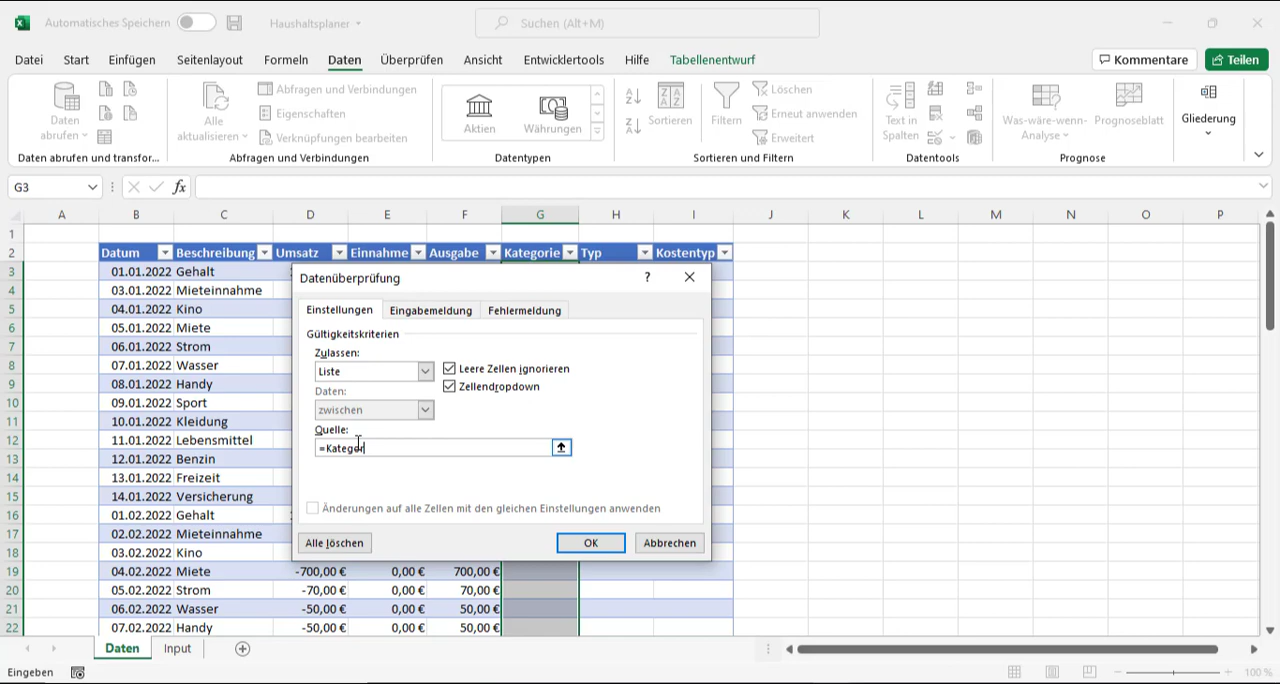 Automatisches Speichern Haushaltsplaner Suchen (Alt+M)
Datei Start Einfügen Seitenlayout Formeln Daten Überprüfen Ansicht Entwicklertools Hilfe Tabellenentwurf Kommentare Teilen
Daten abrufen
Alle aktualisieren
Abfragen und Verbindungen
Eigenschaften
Verknüpfungen bearbeiten
Aktien Währungen
Sortieren Filtern
Löschen
Erneut anwenden
Erweitert
Text in Spalten
Was-wäre-wenn-Analyse Prognoseblatt Gliederung
Daten abrufen und transfor... Abfragen und Verbindungen Datentypen Sortieren und Filtern Datentools Prognose
G3 fx
A B C D E F G H I J K L M N O P
1
2 Datum Beschreibung Umsatz Einnahme Ausgabe Kategorie Typ Kostentyp
3 01.01.2022 Gehalt
4 03.01.2022 Mieteinnahme
5 04.01.2022 Kino
6 05.01.2022 Miete
7 06.01.2022 Strom
8 07.01.2022 Wasser
9 08.01.2022 Handy
10 09.01.2022 Sport
11 10.01.2022 Kleidung
12 11.01.2022 Lebensmittel
13 12.01.2022 Benzin
14 13.01.2022 Freizeit
15 14.01.2022 Versicherung
16 01.02.2022 Gehalt
17 02.02.2022 Mieteinnahme
18 03.02.2022 Kino
19 04.02.2022 Miete -700,00 € 0,00 € 700,00 €
20 05.02.2022 Strom -70,00 € 0,00 € 70,00 €
21 06.02.2022 Wasser -50,00 € 0,00 € 50,00 €
22 07.02.2022 Handy -50,00 € 0,00 € 50,00 €
Datenüberprüfung ?
Einstellungen Eingabemeldung Fehlermeldung
Gültigkeitskriterien
Zulassen:
Liste Leere Zellen ignorieren
Daten: Zellendropdown
zwischen
Quelle:
=Kategori
Änderungen auf alle Zellen mit den gleichen Einstellungen anwenden
Alle löschen OK Abbrechen
Daten Input
Eingeben 100 %